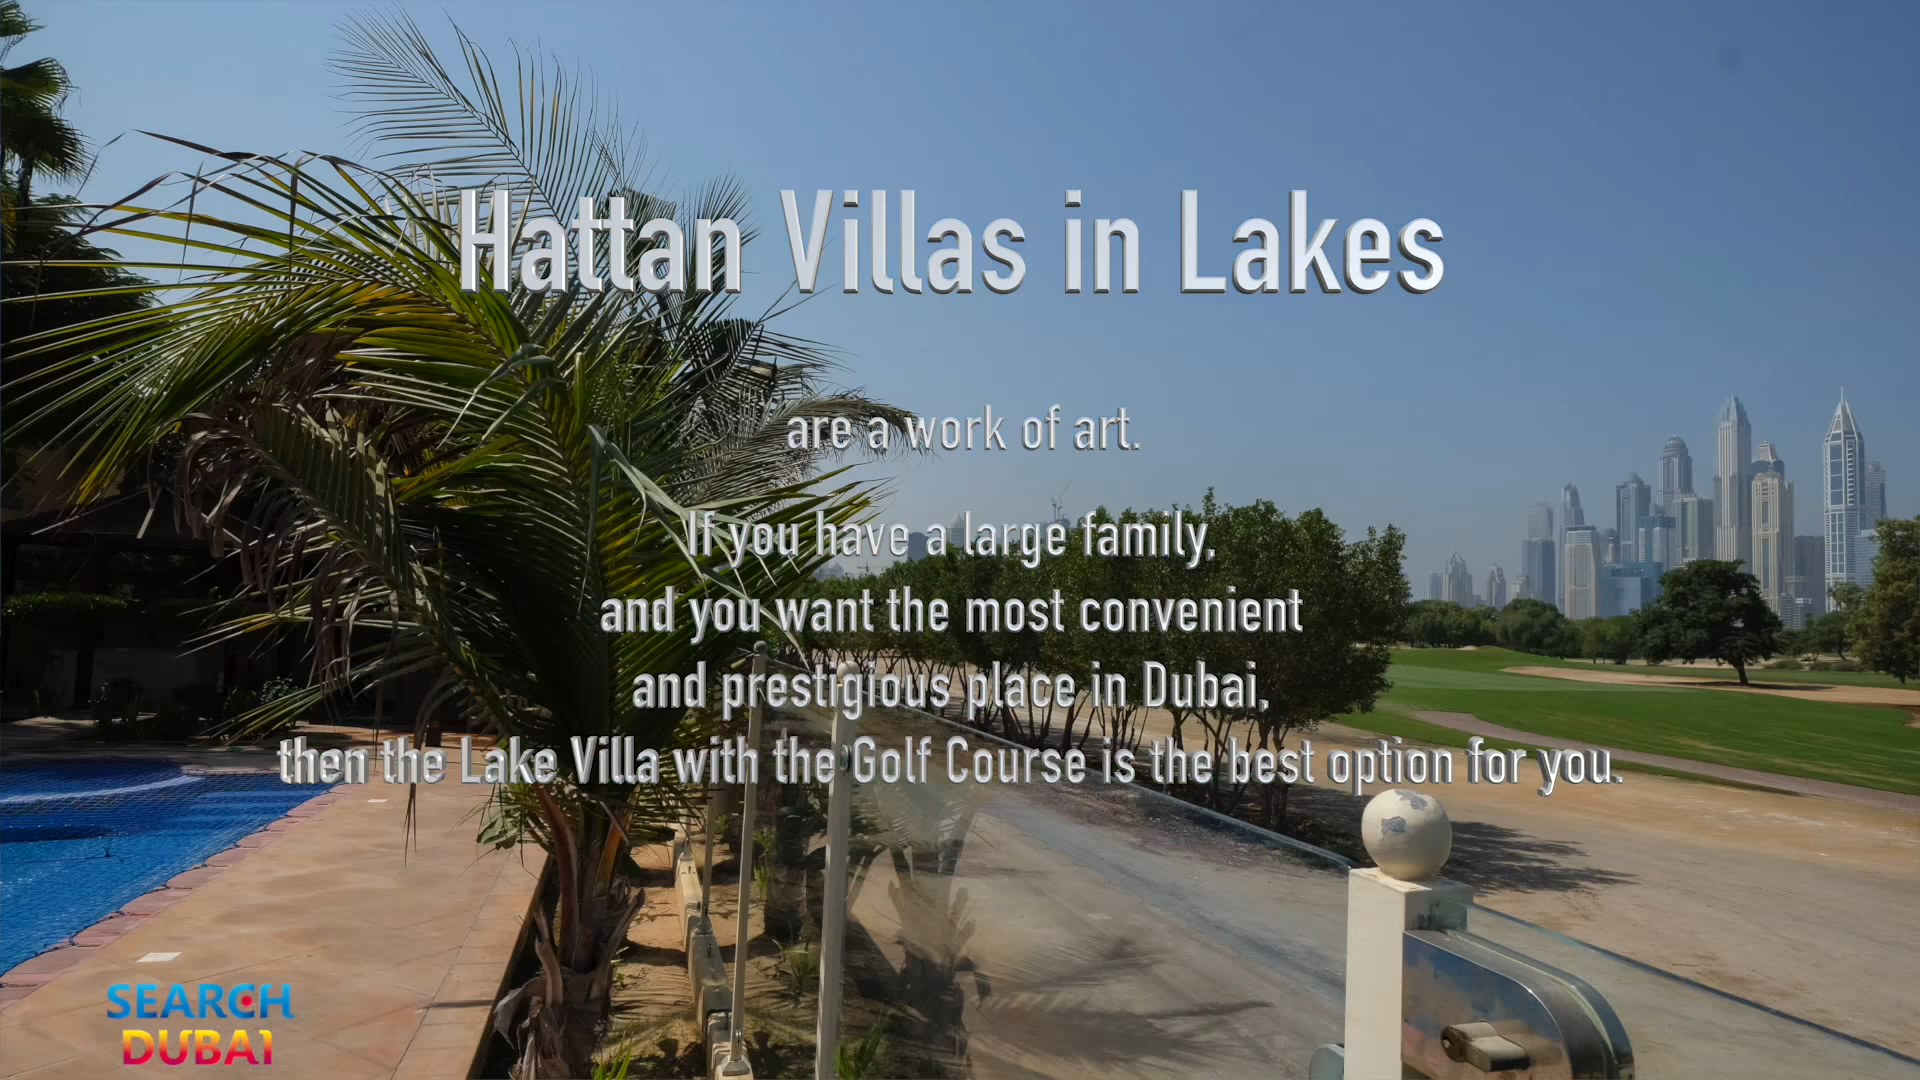 Hattan Villas in Lakes
are a work of art.
If you have a large family,
and you want the most convenient
and prestigious place in Dubai,
then the Lake Villa with the Golf Course is the best option for you.
SEARCH
DUBAI